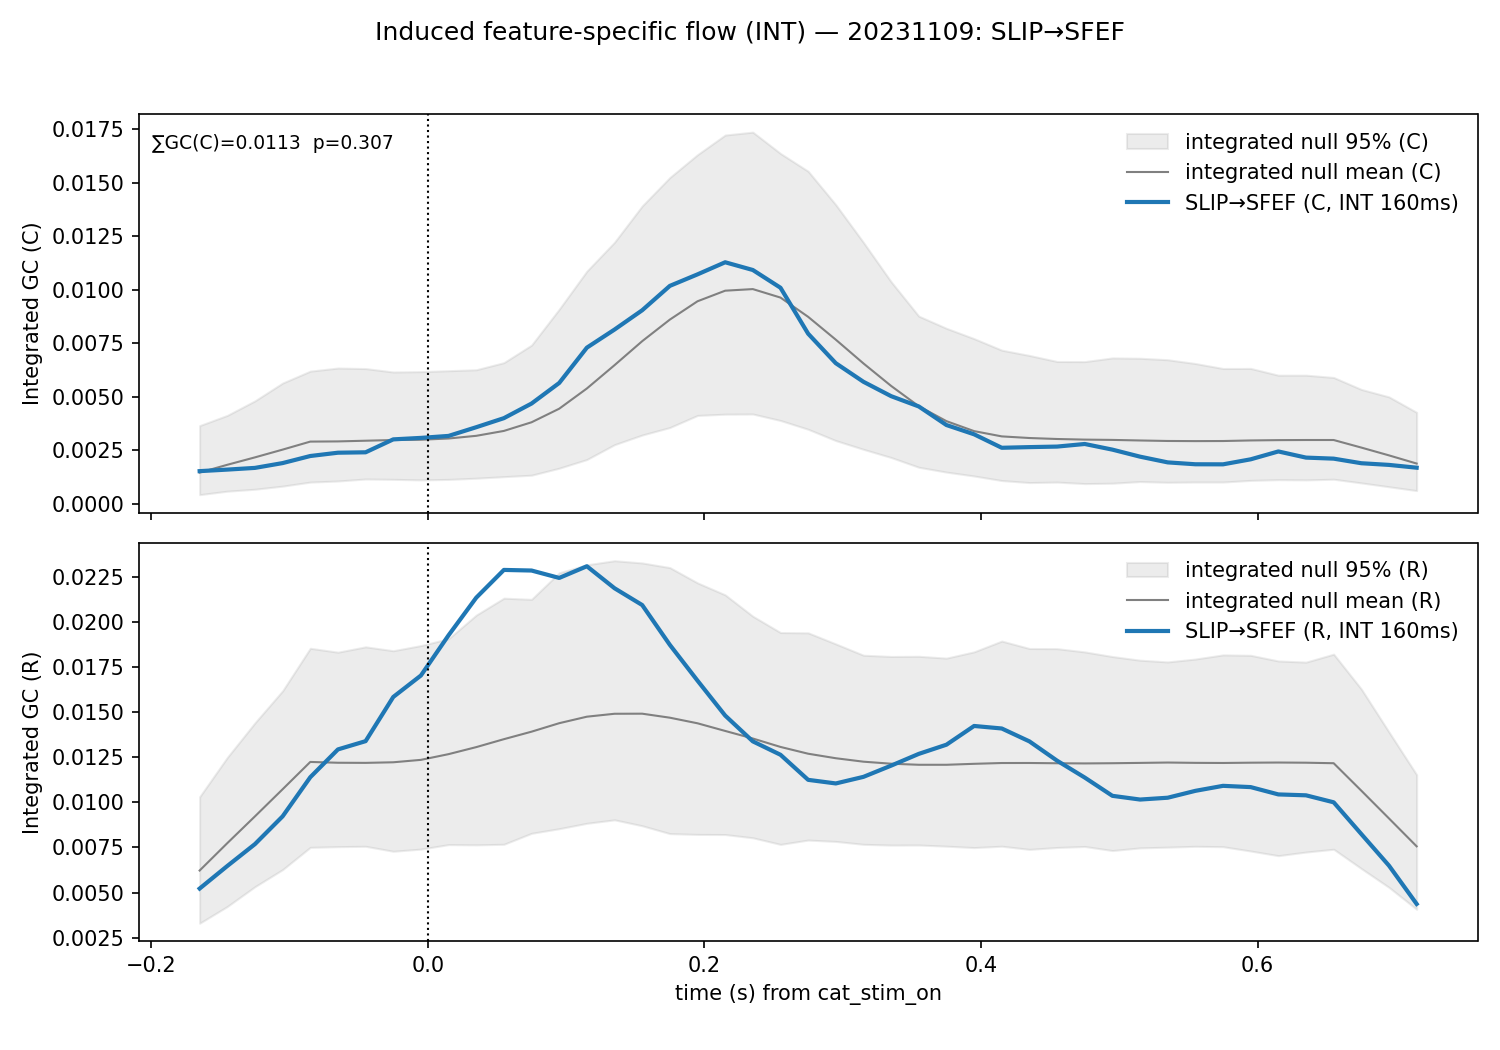 Induced feature-specific flow (INT) — 20231109: SLIP→SFEF
∑GC(C)=0.0113  p=0.307
integrated null 95% (C)
integrated null mean (C)
SLIP→SFEF (C, INT 160ms)
Integrated GC (C)
0.0175
0.0150
0.0125
0.0100
0.0075
0.0050
0.0025
0.0000
integrated null 95% (R)
integrated null mean (R)
SLIP→SFEF (R, INT 160ms)
Integrated GC (R)
0.0225
0.0200
0.0175
0.0150
0.0125
0.0100
0.0075
0.0050
0.0025
−0.2 0.0 0.2 0.4 0.6
time (s) from cat_stim_on